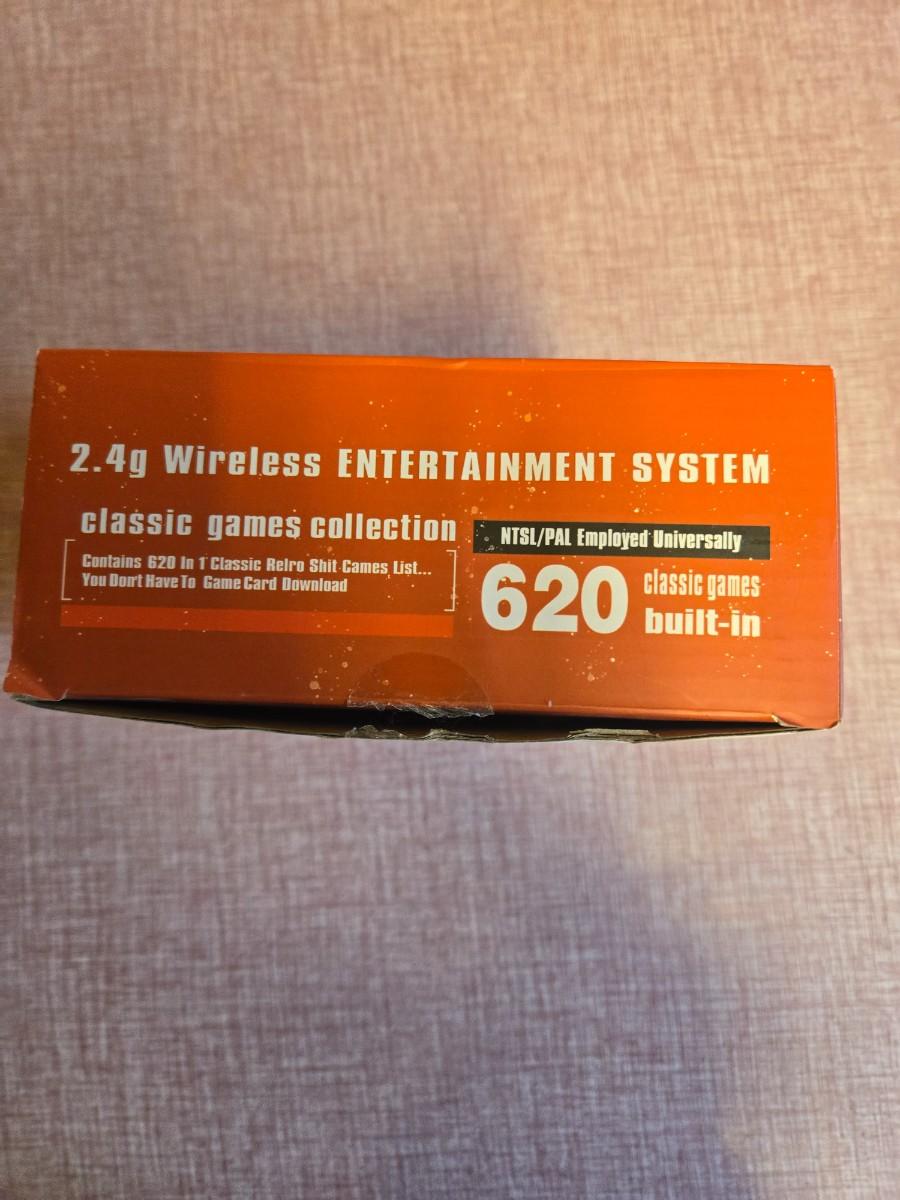 2.4g Wireless ENTERTAINMENT SYSTEM
classic games collection
Contains 620 In 1 Classic Relro Shit Games List...
You Don't Have To Game Card Download
NTSL/PAL Employed Universally
620 classic games
built-in